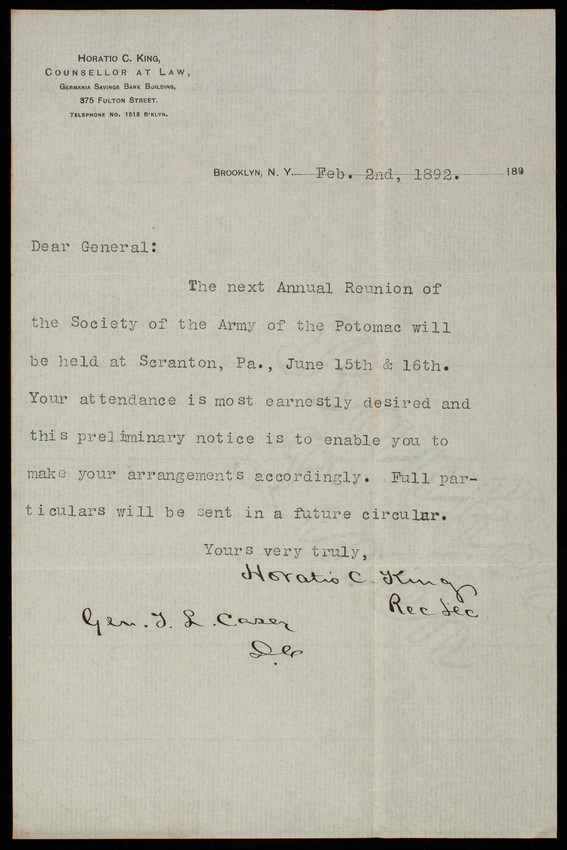 HORATIO C. KING,
COUNSELLOR AT LAW,
GERMANIA SAVINGS BANK BUILDING,
375 FULTON STREET.
TELEPHONE NO. 1518 B'KLYN.
BROOKLYN, N. Y. Feb. 2nd, 1892. 189
Dear General:
The next Annual Reunion of
the Society of the Army of the Potomac will
be held at Scranton, Pa., June 15th & 16th.
Your attendance is most earnestly desired and
this preliminary notice is to enable you to
make your arrangements accordingly. Full par-
ticulars will be sent in a future circular.
Yours very truly,
Horatio C. King
Rec Sec
Gen. T. L. Casey
D.C.